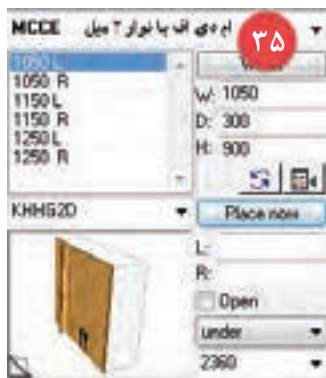 MCCE ام دی اف با نوار ۲ میل
۳۵
1050 L
1050 R
1150 L
1150 R
1250 L
1250 R
W: 1050
D: 300
H: 900
KHHG2D
Place now
L:
R:
Open
under
2360